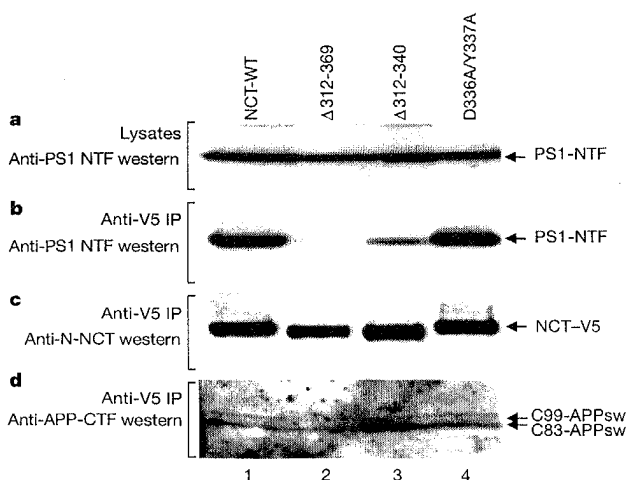 NCT-WT
Δ312-369
Δ312-340
D336A/Y337A
a
Lysates
Anti-PS1 NTF western
PS1-NTF
b
Anti-V5 IP
Anti-PS1 NTF western
PS1-NTF
c
Anti-V5 IP
Anti-N-NCT western
NCT–V5
d
Anti-V5 IP
Anti-APP-CTF western
C99-APPsw
C83-APPsw
1 2 3 4